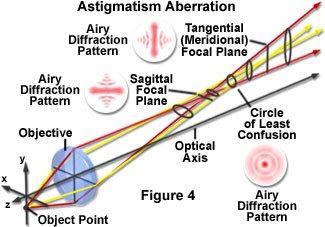 Astigmatism Aberration
Airy
Diffraction
Pattern
Tangential
(Meridional)
Focal Plane
Airy
Diffraction
Pattern
Sagittal
Focal
Plane
Objective
Circle
of Least
Confusion
Optical
Axis
y
x
z
Figure 4
Object Point
Airy
Diffraction
Pattern